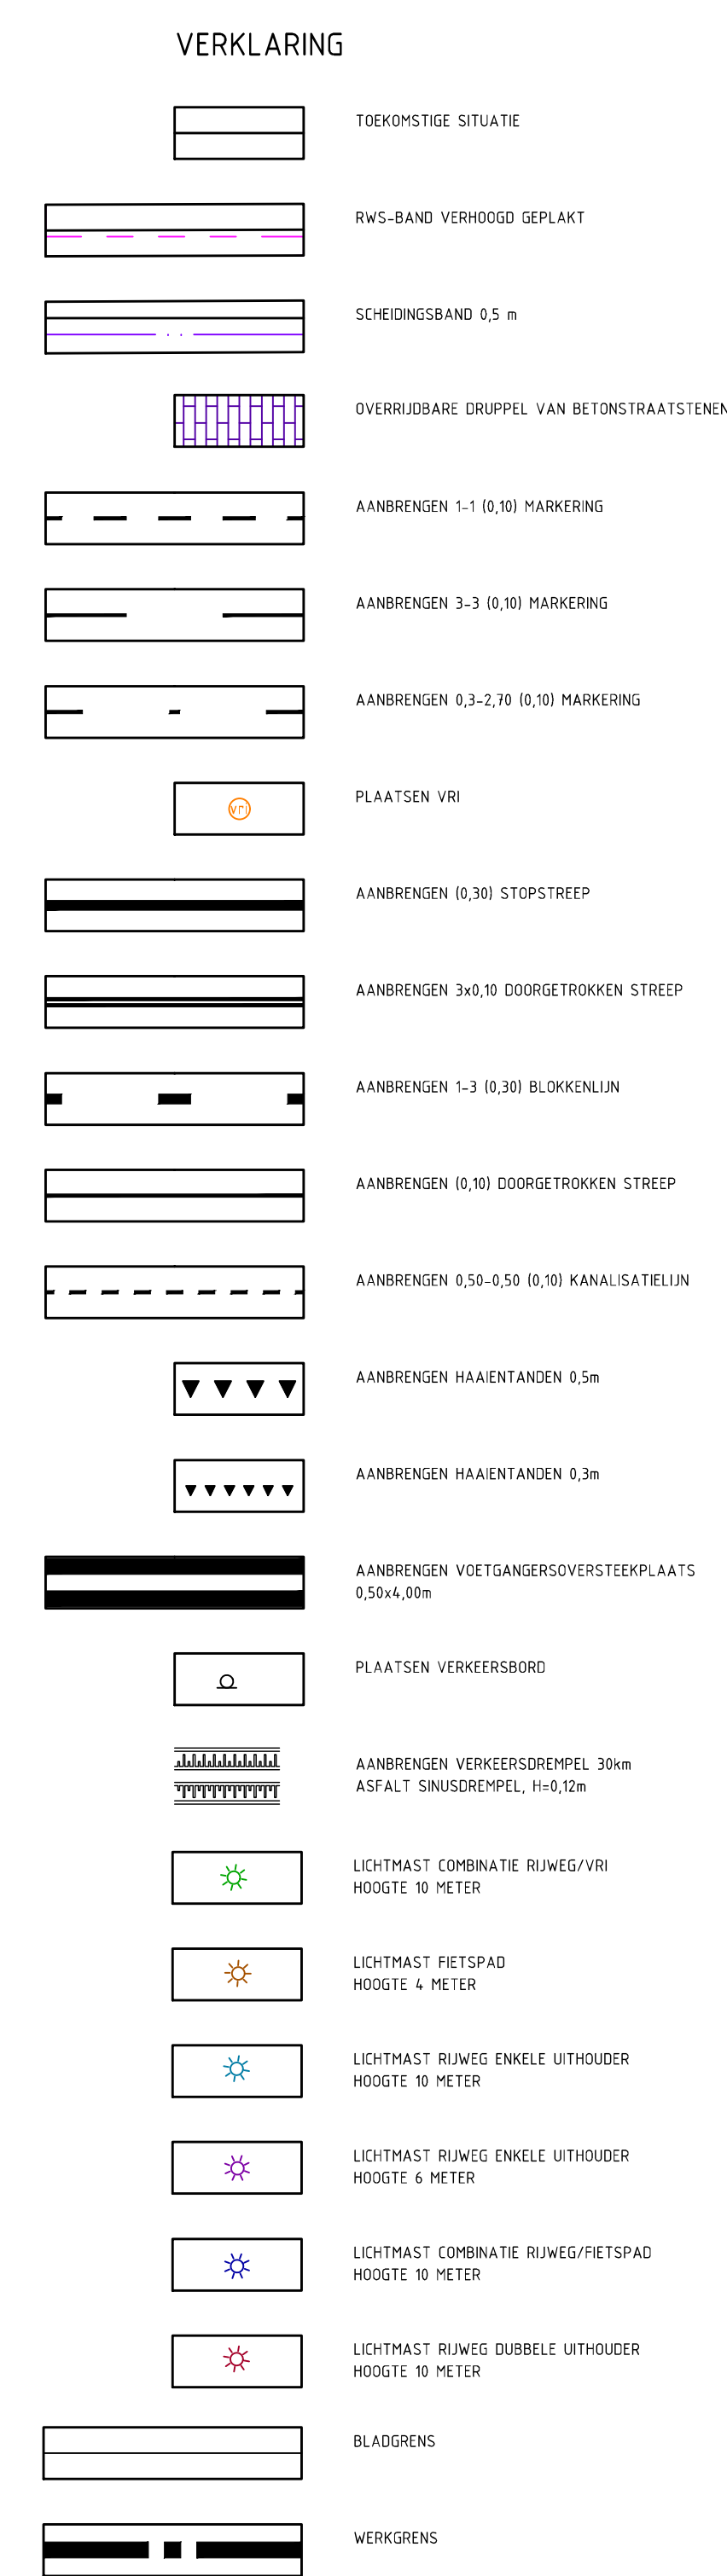 VERKLARING
TOEKOMSTIGE SITUATIE
RWS-BAND VERHOOGD GEPLAKT
SCHEIDINGSBAND 0,5 m
OVERRIJDBARE DRUPPEL VAN BETONSTRAATSTENEN
AANBRENGEN 1-1 (0,10) MARKERING
AANBRENGEN 3-3 (0,10) MARKERING
AANBRENGEN 0,3-2,70 (0,10) MARKERING
vri
PLAATSEN VRI
AANBRENGEN (0,30) STOPSTREEP
AANBRENGEN 3x0,10 DOORGETROKKEN STREEP
AANBRENGEN 1-3 (0,30) BLOKKENLIJN
AANBRENGEN (0,10) DOORGETROKKEN STREEP
AANBRENGEN 0,50-0,50 (0,10) KANALISATIELIJN
AANBRENGEN HAAIENTANDEN 0,5m
AANBRENGEN HAAIENTANDEN 0,3m
AANBRENGEN VOETGANGERSOVERSTEEKPLAATS
0,50x4,00m
PLAATSEN VERKEERSBORD
AANBRENGEN VERKEERSDREMPEL 30km
ASFALT SINUSDREMPEL, H=0,12m
LICHTMAST COMBINATIE RIJWEG/VRI
HOOGTE 10 METER
LICHTMAST FIETSPAD
HOOGTE 4 METER
LICHTMAST RIJWEG ENKELE UITHOUDER
HOOGTE 10 METER
LICHTMAST RIJWEG ENKELE UITHOUDER
HOOGTE 6 METER
LICHTMAST COMBINATIE RIJWEG/FIETSPAD
HOOGTE 10 METER
LICHTMAST RIJWEG DUBBELE UITHOUDER
HOOGTE 10 METER
BLADGRENS
WERKGRENS